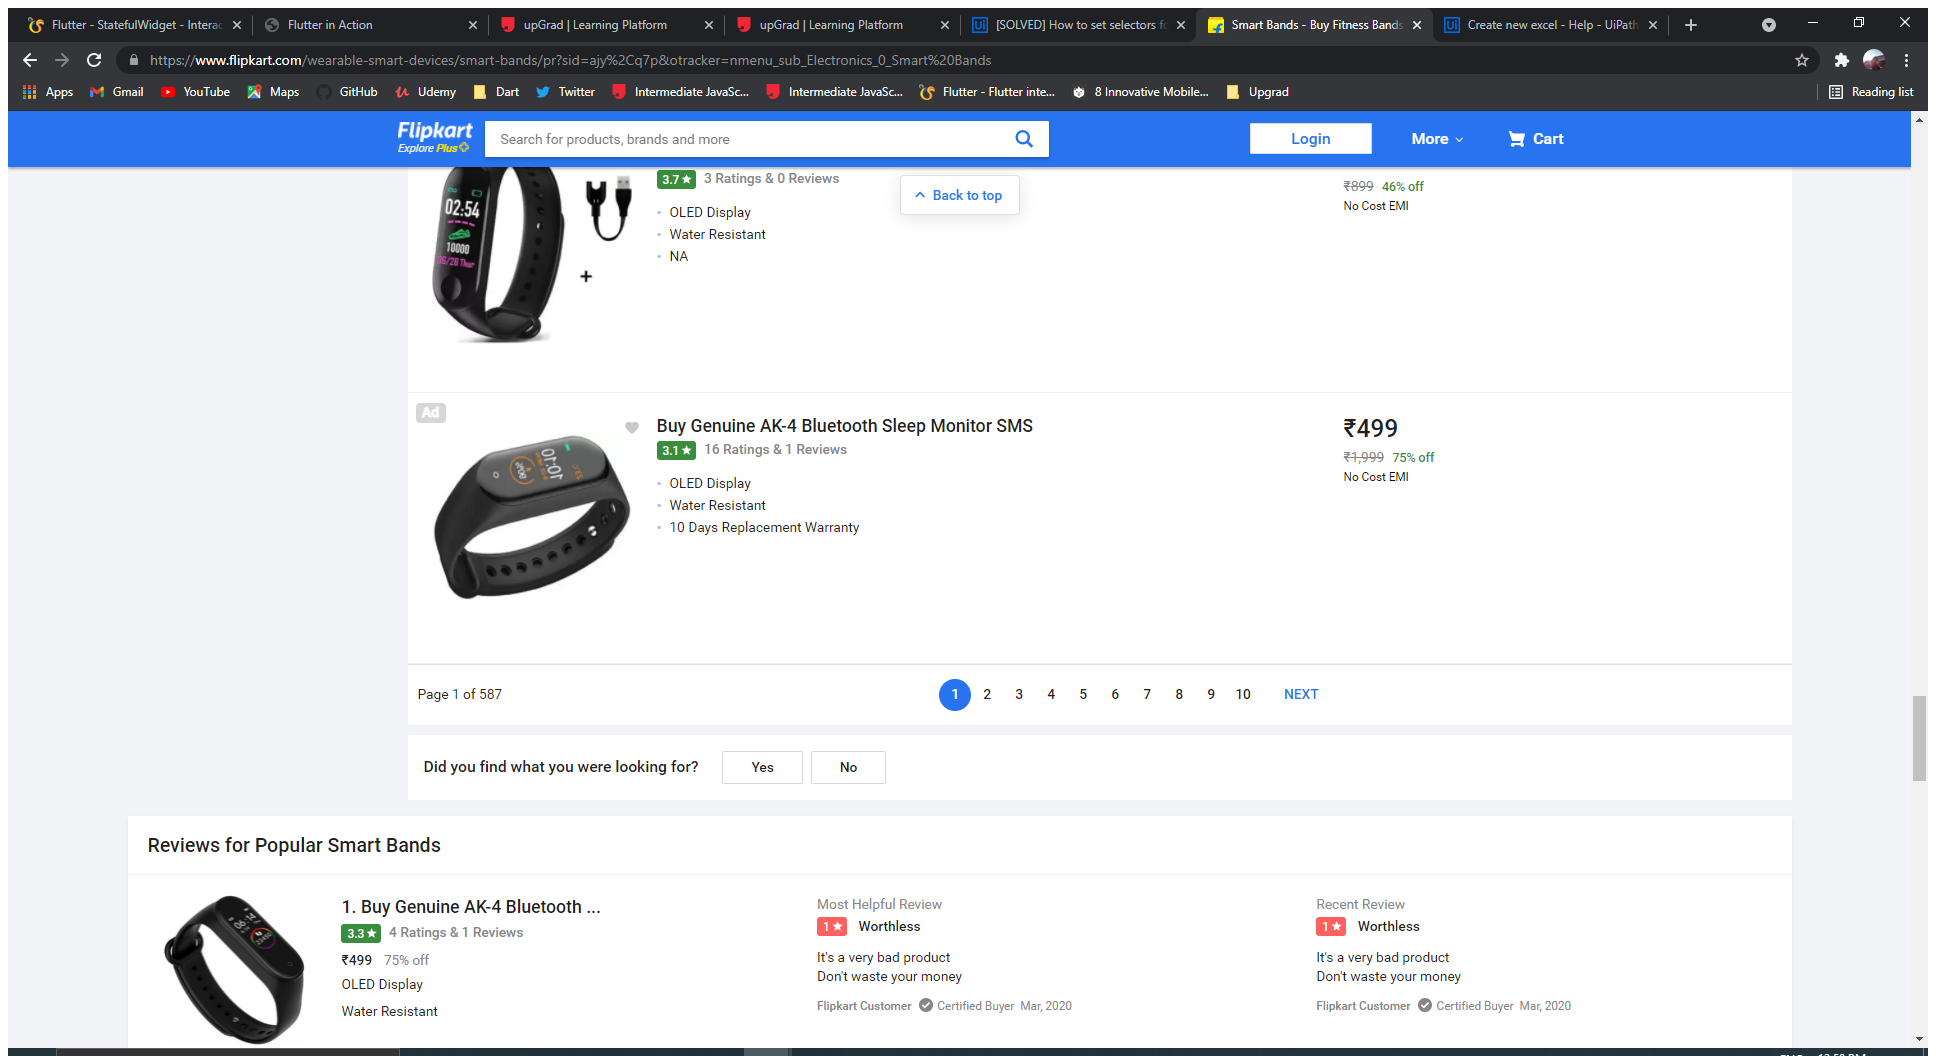 Flutter - StatefulWidget - Interac
Flutter in Action
upGrad | Learning Platform
upGrad | Learning Platform
[SOLVED] How to set selectors fo
Smart Bands - Buy Fitness Bands
Create new excel - Help - UiPath
https://www.flipkart.com/wearable-smart-devices/smart-bands/pr?sid=ajy%2Cq7p&otracker=nmenu_sub_Electronics_0_Smart%20Bands
Apps
Gmail
YouTube
Maps
GitHub
Udemy
Dart
Twitter
Intermediate JavaSc...
Intermediate JavaSc...
Flutter - Flutter inte...
8 Innovative Mobile...
Upgrad
Reading list
Flipkart
Explore Plus
Search for products, brands and more
Login
More
Cart
3.7★ 3 Ratings & 0 Reviews
Back to top
₹899 46% off
No Cost EMI
OLED Display
Water Resistant
NA
02:54
10000
+
Ad
Buy Genuine AK-4 Bluetooth Sleep Monitor SMS
₹499
3.1★ 16 Ratings & 1 Reviews
₹1,999 75% off
No Cost EMI
OLED Display
Water Resistant
10 Days Replacement Warranty
10:10
Page 1 of 587
1 2 3 4 5 6 7 8 9 10 NEXT
Did you find what you were looking for?
Yes
No
Reviews for Popular Smart Bands
1. Buy Genuine AK-4 Bluetooth ...
3.3★ 4 Ratings & 1 Reviews
₹499 75% off
OLED Display
Water Resistant
Most Helpful Review
1★ Worthless
It's a very bad product
Don't waste your money
Flipkart Customer Certified Buyer Mar, 2020
Recent Review
1★ Worthless
It's a very bad product
Don't waste your money
Flipkart Customer Certified Buyer Mar, 2020